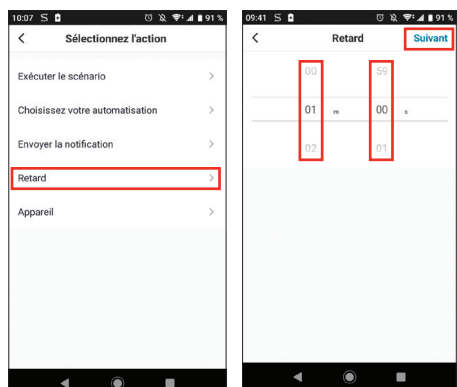 10:07 S 91 %
Sélectionnez l'action
Exécuter le scénario
Choisissez votre automatisation
Envoyer la notification
Retard
Appareil
09:41 S 91 %
Retard Suivant
00 59
01 m 00 s
02 01